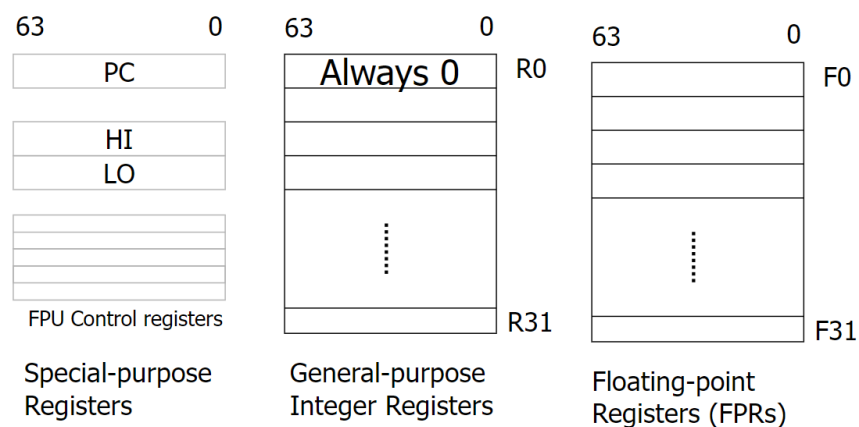 63 0
PC
HI
LO
FPU Control registers
Special-purpose
Registers
63 0
Always 0 R0
R31
General-purpose
Integer Registers
63 0
F0
F31
Floating-point
Registers (FPRs)